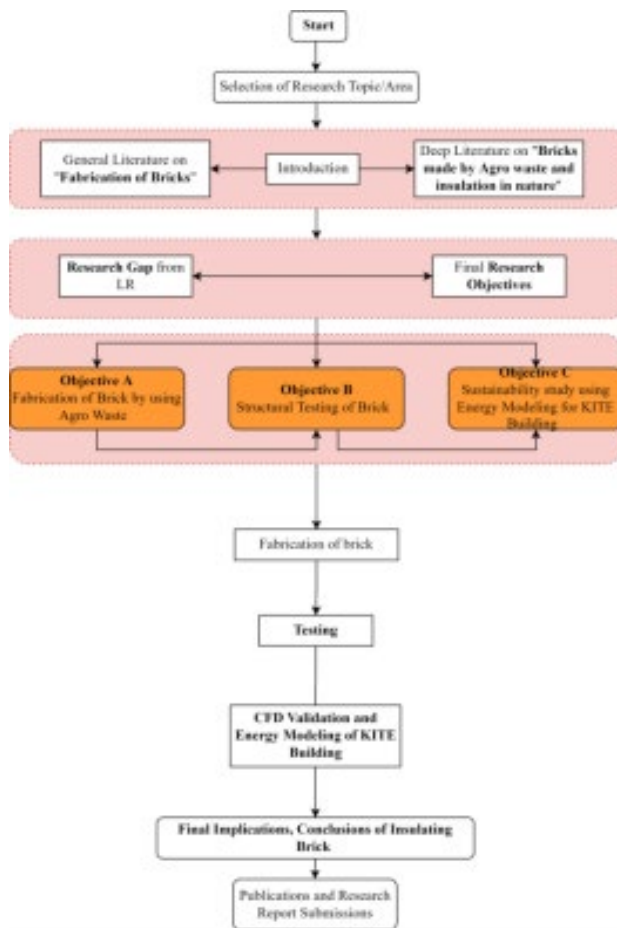 Start
Selection of Research Topic/Area
General Literature on
"Fabrication of Bricks"
Introduction
Deep Literature on "Bricks
made by Agro waste and
insulation in nature"
Research Gap from
LR
Final Research
Objectives
Objective A
Fabrication of Brick by using
Agro Waste
Objective B
Structural Testing of Brick
Objective C
Sustainability study using
Energy Modeling for KITE
Building
Fabrication of brick
Testing
CFD Validation and
Energy Modeling of KITE
Building
Final Implications, Conclusions of Insulating
Brick
Publications and Research
Report Submissions